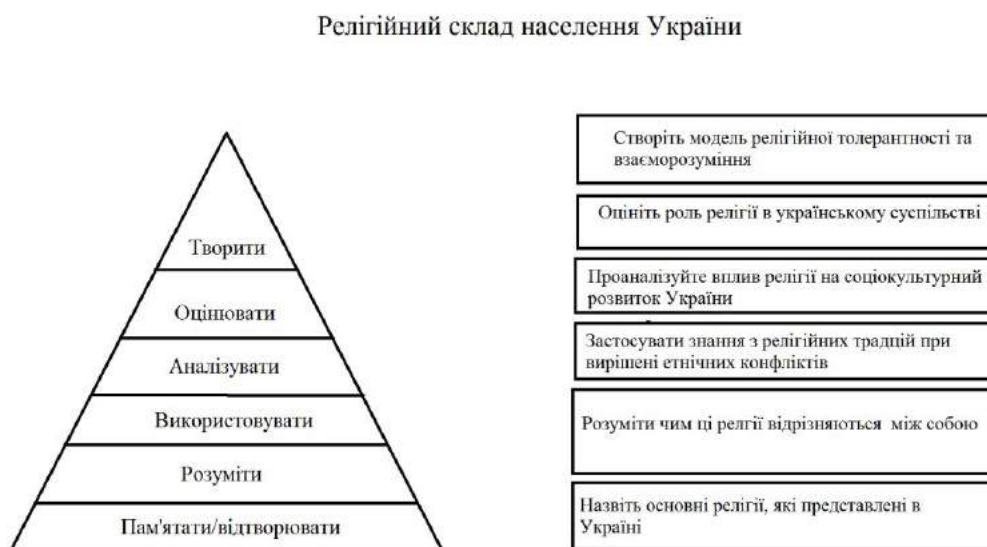 Релігійний склад населення України
Творити
Оцінювати
Аналізувати
Використовувати
Розуміти
Пам'ятати/відтворювати
Створіть модель релігійної толерантності та
взаєморозуміння
Оцініть роль релігії в українському суспільстві
Проаналізуйте вплив релігії на соціокультурний
розвиток України
Застосувати знання з релігійних традцій при
вирішені етнічних конфліктів
Розуміти чим ці релгії відрізняються між собою
Назвіть основні релігії, які представлені в
Україні